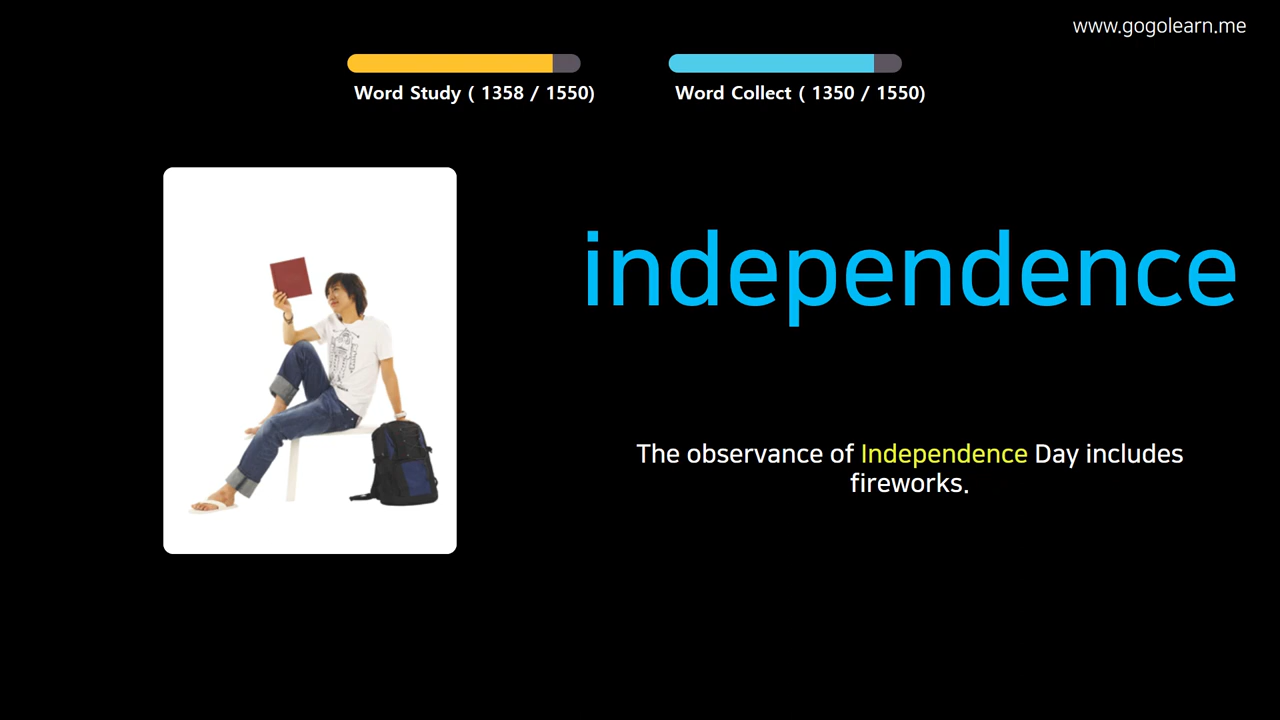 www.gogolearn.me
Word Study ( 1358 / 1550)
Word Collect ( 1350 / 1550)
independence
The observance of Independence Day includes
fireworks.